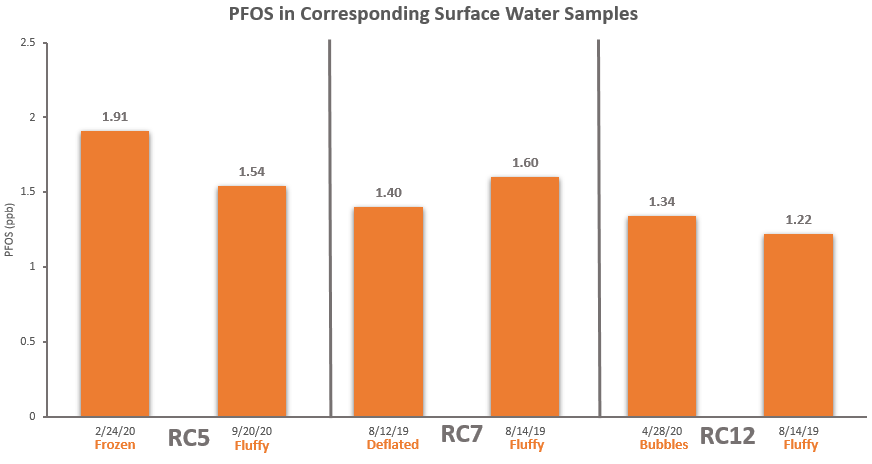 PFOS in Corresponding Surface Water Samples
PFOS (ppb)
2.5
2
1.5
1
0.5
0
1.91
1.54
1.40
1.60
1.34
1.22
2/24/20
Frozen
RC5
9/20/20
Fluffy
8/12/19
Deflated
RC7
8/14/19
Fluffy
4/28/20
Bubbles
RC12
8/14/19
Fluffy